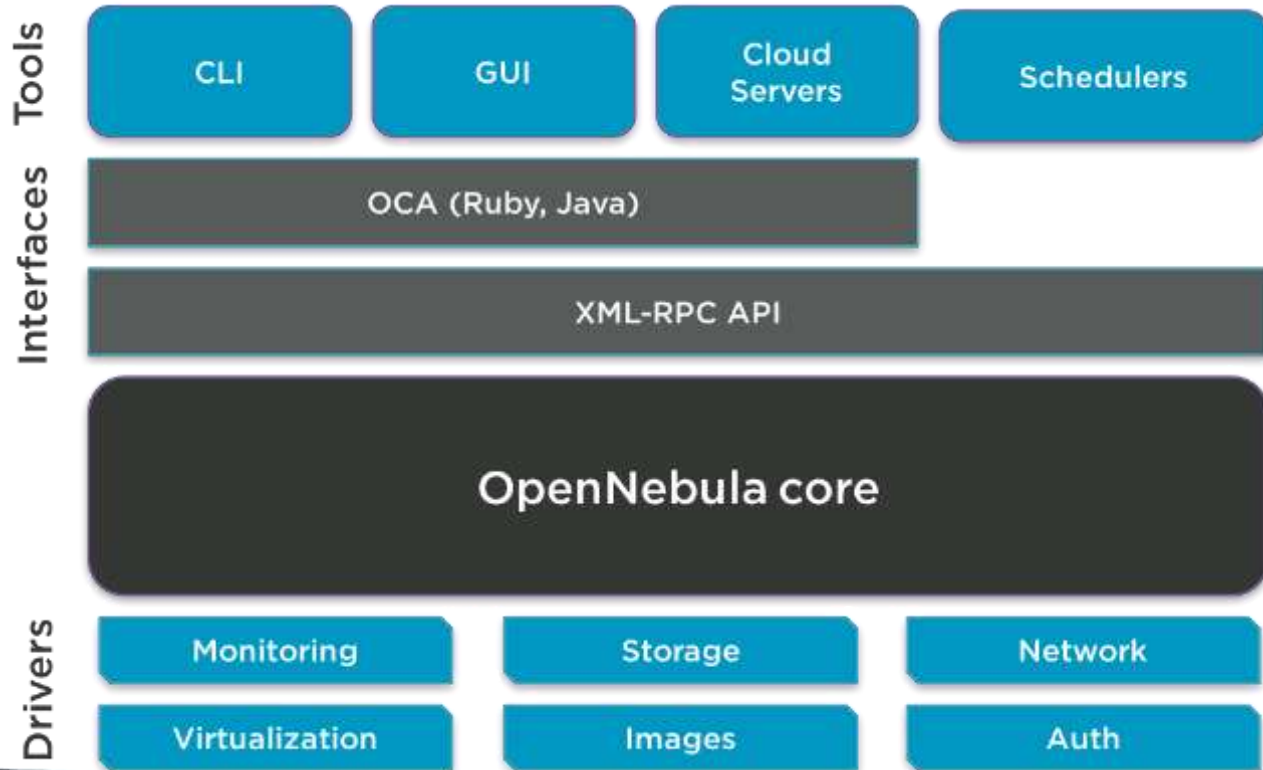 Tools
CLI
GUI
Cloud
Servers
Schedulers
Interfaces
OCA (Ruby, Java)
XML-RPC API
OpenNebula core
Drivers
Monitoring
Storage
Network
Virtualization
Images
Auth